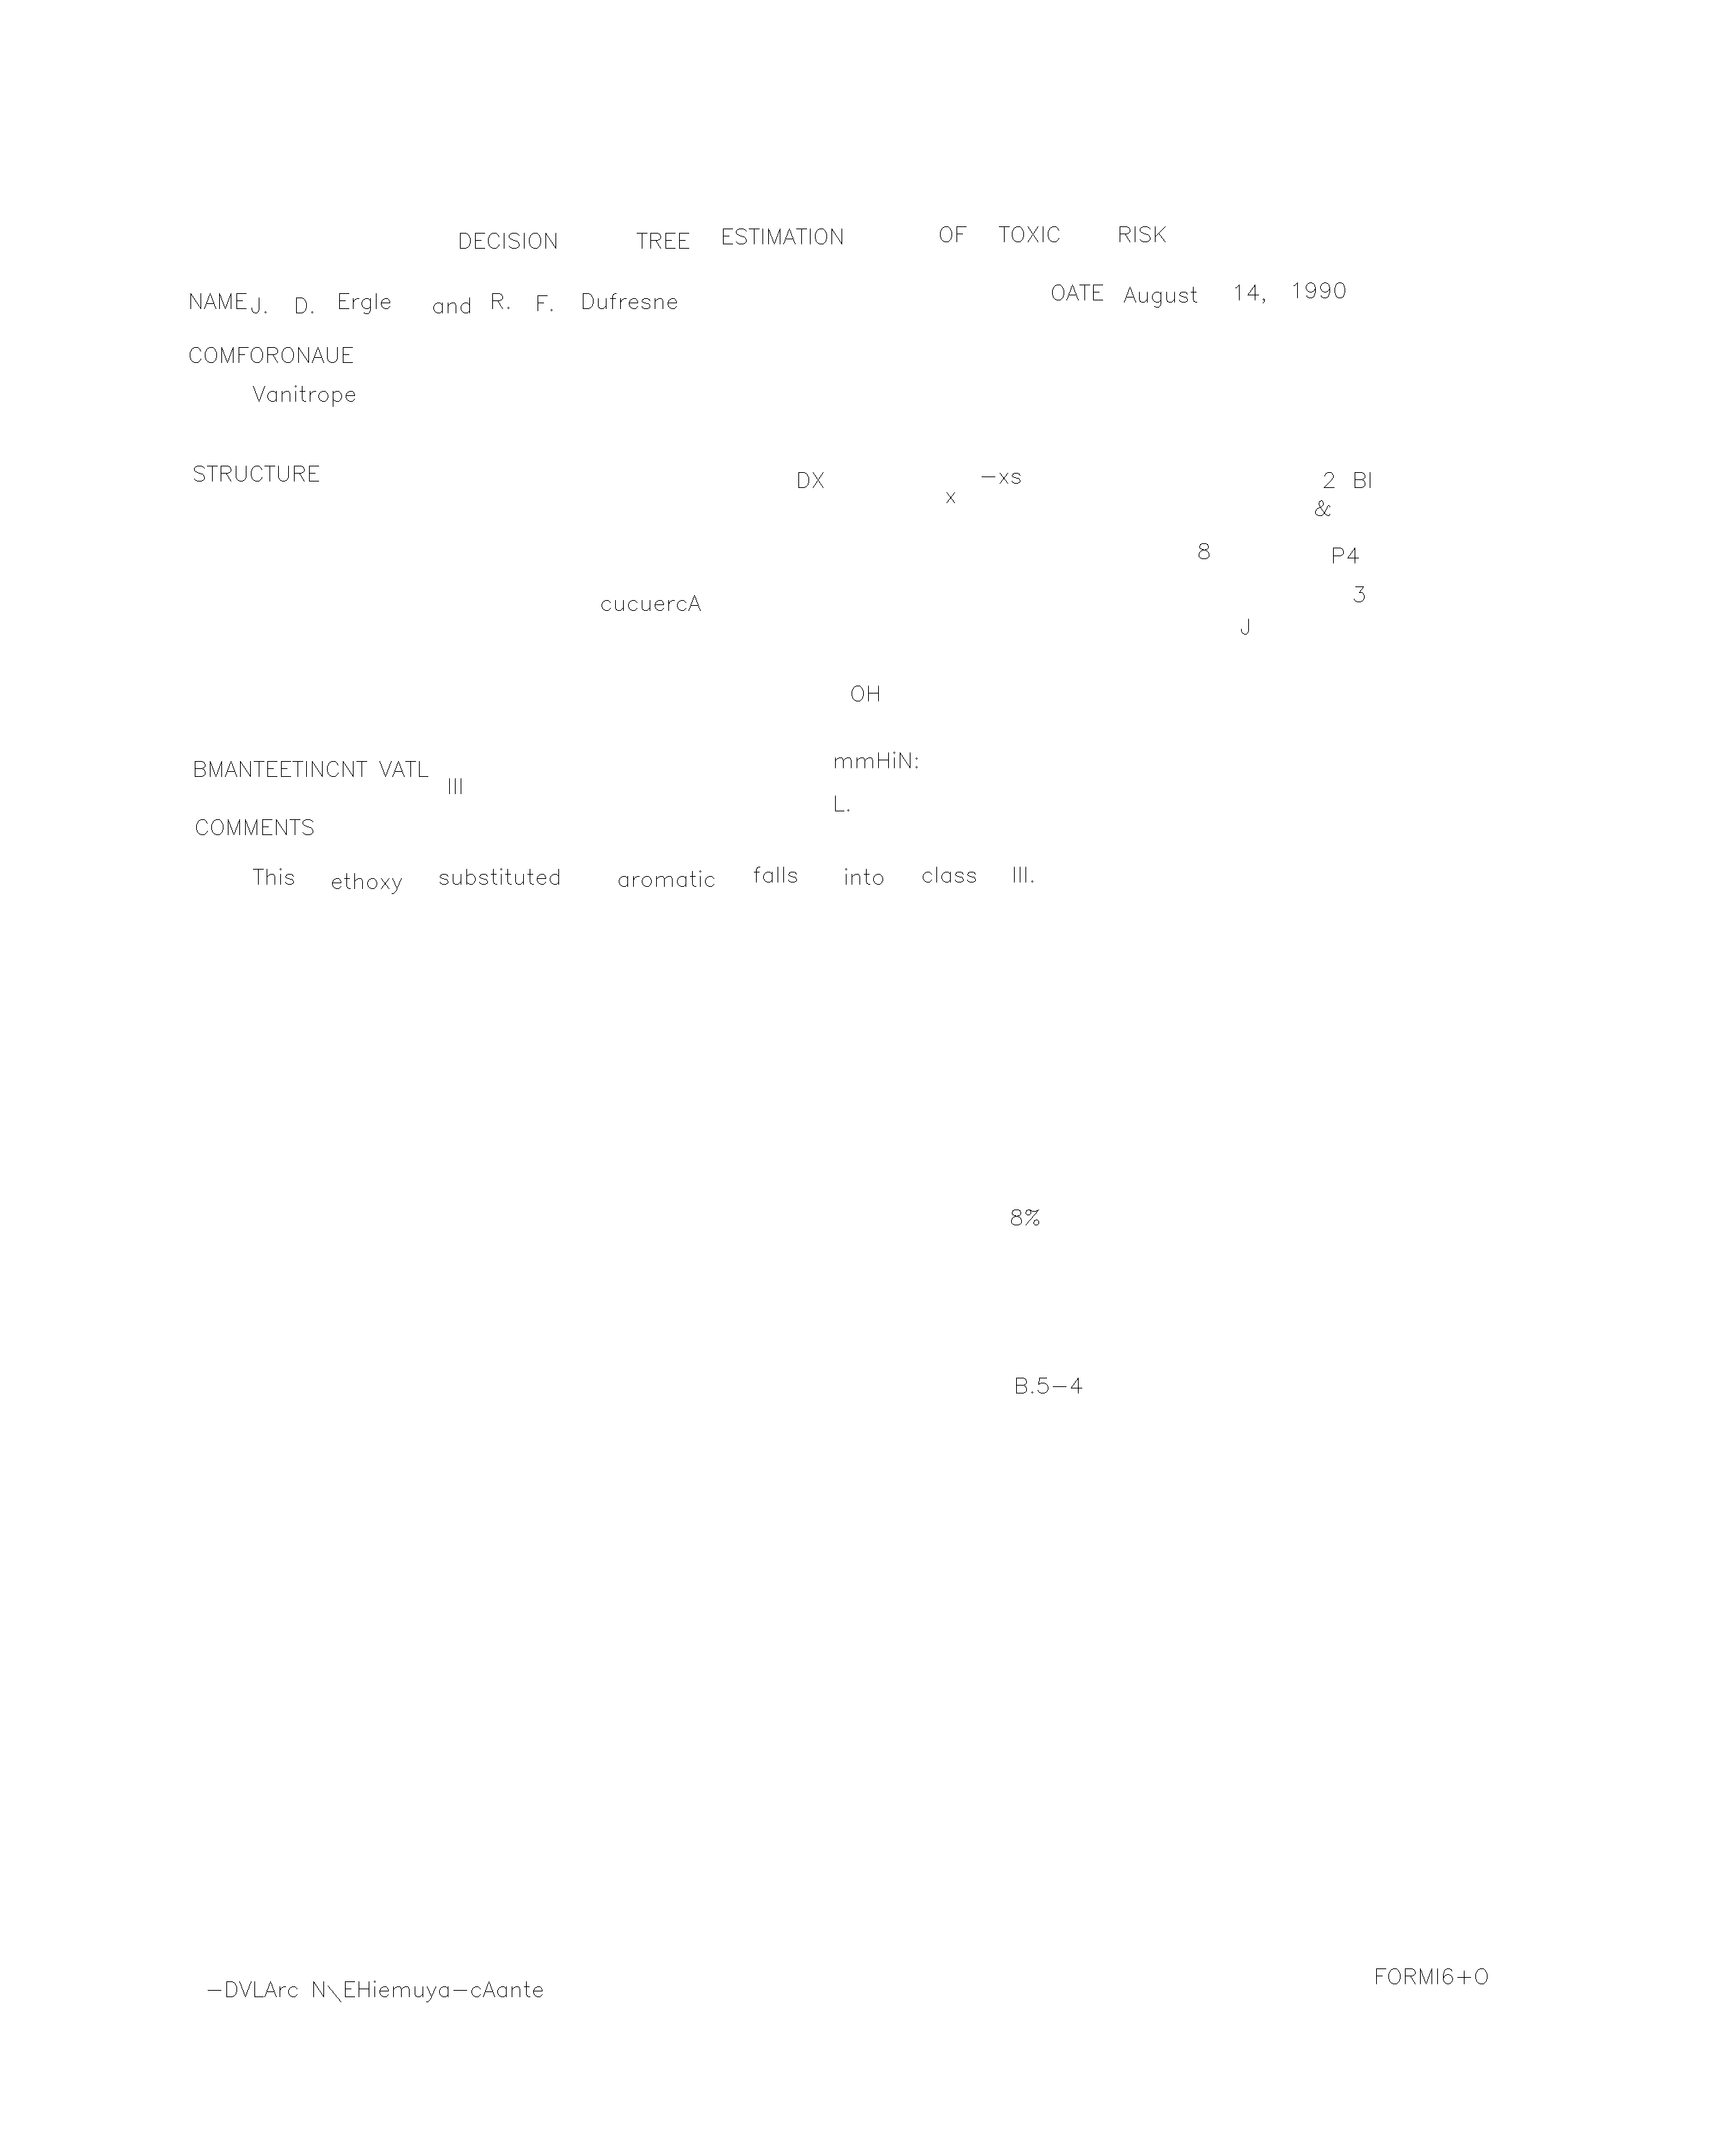 DECISION TREE ESTIMATION OF TOXIC RISK
NAMEJ. D. Ergle and R. F. Dufresne OATE August 14, 1990
COMFORONAUE
Vanitrope
STRUCTURE DX x -xs 2 BI
&
8 P4
cucuercA 3
J
OH
BMANTEETINCNT VATL III mmHiN:
L.
COMMENTS
This ethoxy substituted aromatic falls into class III.
8%
B.5-4
-DVLArc N\EHiemuya-cAante FORMI6+O